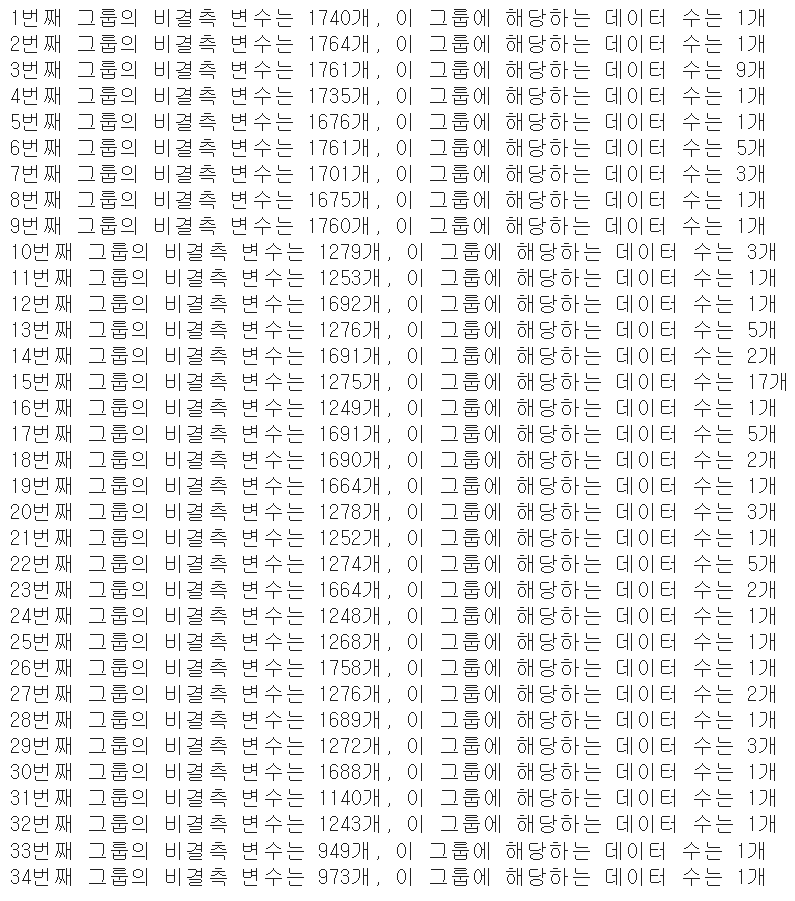 1번째 그룹의 비결측 변수는 1740개, 이 그룹에 해당하는 데이터 수는 1개
2번째 그룹의 비결측 변수는 1764개, 이 그룹에 해당하는 데이터 수는 1개
3번째 그룹의 비결측 변수는 1761개, 이 그룹에 해당하는 데이터 수는 9개
4번째 그룹의 비결측 변수는 1735개, 이 그룹에 해당하는 데이터 수는 1개
5번째 그룹의 비결측 변수는 1676개, 이 그룹에 해당하는 데이터 수는 1개
6번째 그룹의 비결측 변수는 1761개, 이 그룹에 해당하는 데이터 수는 5개
7번째 그룹의 비결측 변수는 1701개, 이 그룹에 해당하는 데이터 수는 3개
8번째 그룹의 비결측 변수는 1675개, 이 그룹에 해당하는 데이터 수는 1개
9번째 그룹의 비결측 변수는 1760개, 이 그룹에 해당하는 데이터 수는 1개
10번째 그룹의 비결측 변수는 1279개, 이 그룹에 해당하는 데이터 수는 3개
11번째 그룹의 비결측 변수는 1253개, 이 그룹에 해당하는 데이터 수는 1개
12번째 그룹의 비결측 변수는 1692개, 이 그룹에 해당하는 데이터 수는 1개
13번째 그룹의 비결측 변수는 1276개, 이 그룹에 해당하는 데이터 수는 5개
14번째 그룹의 비결측 변수는 1691개, 이 그룹에 해당하는 데이터 수는 2개
15번째 그룹의 비결측 변수는 1275개, 이 그룹에 해당하는 데이터 수는 17개
16번째 그룹의 비결측 변수는 1249개, 이 그룹에 해당하는 데이터 수는 1개
17번째 그룹의 비결측 변수는 1691개, 이 그룹에 해당하는 데이터 수는 5개
18번째 그룹의 비결측 변수는 1690개, 이 그룹에 해당하는 데이터 수는 2개
19번째 그룹의 비결측 변수는 1664개, 이 그룹에 해당하는 데이터 수는 1개
20번째 그룹의 비결측 변수는 1278개, 이 그룹에 해당하는 데이터 수는 3개
21번째 그룹의 비결측 변수는 1252개, 이 그룹에 해당하는 데이터 수는 1개
22번째 그룹의 비결측 변수는 1274개, 이 그룹에 해당하는 데이터 수는 5개
23번째 그룹의 비결측 변수는 1664개, 이 그룹에 해당하는 데이터 수는 2개
24번째 그룹의 비결측 변수는 1248개, 이 그룹에 해당하는 데이터 수는 1개
25번째 그룹의 비결측 변수는 1268개, 이 그룹에 해당하는 데이터 수는 1개
26번째 그룹의 비결측 변수는 1758개, 이 그룹에 해당하는 데이터 수는 1개
27번째 그룹의 비결측 변수는 1276개, 이 그룹에 해당하는 데이터 수는 2개
28번째 그룹의 비결측 변수는 1689개, 이 그룹에 해당하는 데이터 수는 1개
29번째 그룹의 비결측 변수는 1272개, 이 그룹에 해당하는 데이터 수는 3개
30번째 그룹의 비결측 변수는 1688개, 이 그룹에 해당하는 데이터 수는 1개
31번째 그룹의 비결측 변수는 1140개, 이 그룹에 해당하는 데이터 수는 1개
32번째 그룹의 비결측 변수는 1243개, 이 그룹에 해당하는 데이터 수는 1개
33번째 그룹의 비결측 변수는 949개, 이 그룹에 해당하는 데이터 수는 1개
34번째 그룹의 비결측 변수는 973개, 이 그룹에 해당하는 데이터 수는 1개